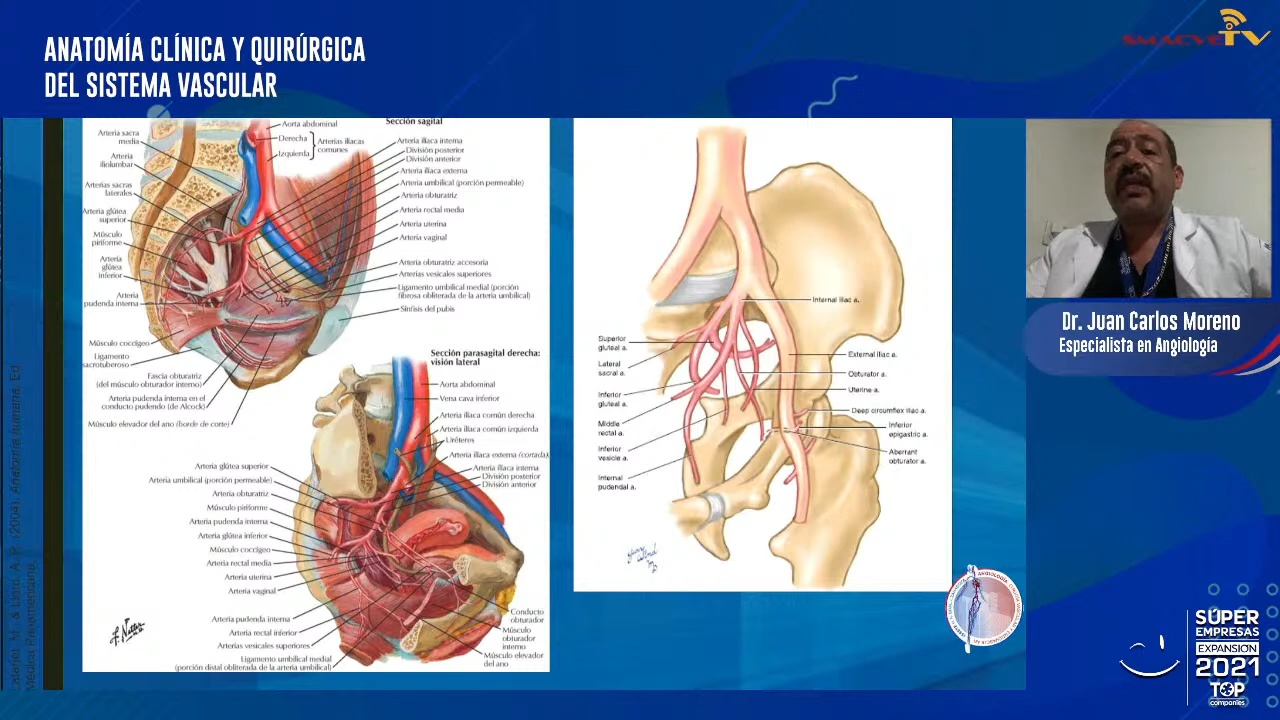 ANATOMÍA CLÍNICA Y QUIRÚRGICA
DEL SISTEMA VASCULAR
SMACVETV
Arteria sacra
media
Arteria
iliolumbar
Arterias sacras
laterales
Arteria glútea
superior
Músculo
piriforme
Arteria
glútea
inferior
Arteria
pudenda interna
Músculo coccígeo
Ligamento
sacrotuberoso
Fascia obturatriz
(del músculo obturador interno)
Arteria pudenda interna en el
conducto pudendo (de Alcock)
Músculo elevador del ano (borde de corte)
Aorta abdominal
Derecha
Izquierda
Arterias ilíacas
comunes
Sección sagital
Arteria ilíaca interna
División posterior
División anterior
Arteria ilíaca externa
Arteria umbilical (porción permeable)
Arteria obturatriz
Arteria rectal media
Arteria uterina
Arteria vaginal
Arteria obturatriz accesoria
Arterias vesicales superiores
Ligamento umbilical medial (porción
fibrosa obliterada de la arteria umbilical)
Sínfisis del pubis
Sección parasagital derecha:
visión lateral
Aorta abdominal
Vena cava inferior
Arteria ilíaca común derecha
Arteria ilíaca común izquierda
Uréteres
Arteria ilíaca externa (cortada)
Arteria ilíaca interna
División posterior
División anterior
Arteria glútea superior
Arteria umbilical (porción permeable)
Arteria obturatriz
Músculo piriforme
Arteria pudenda interna
Arteria glútea inferior
Músculo coccígeo
Arteria rectal media
Arteria uterina
Arteria vaginal
Arteria pudenda interna
Arteria rectal inferior
Arterias vesicales superiores
Ligamento umbilical medial
(porción distal obliterada de la arteria umbilical)
Conducto
obturador
Músculo
obturador
interno
Músculo elevador
del ano
F. Netter
Internal iliac a.
Superior
gluteal a.
Lateral
sacral a.
Inferior
gluteal a.
Middle
rectal a.
Inferior
vesicle a.
Internal
pudendal a.
External iliac a.
Obturator a.
Uterine a.
Deep circumflex iliac a.
Inferior
epigastric a.
Aberrant
obturator a.
Dr. Juan Carlos Moreno
Especialista en Angiología
M. & Liard, A.R. (2004). Anatomía humana. Ed
Médica Panamericana.
SÚPER
EMPRESAS
EXPANSIÓN
2021
TOP
companies